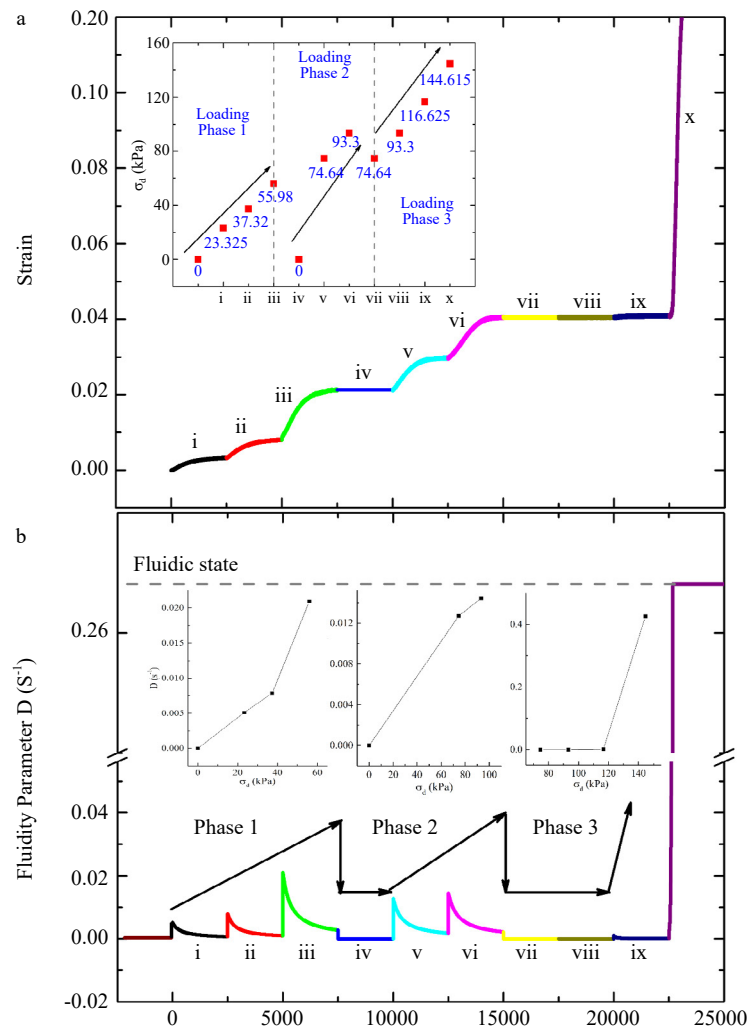 a
0.20
0.10
0.08
0.06
0.04
0.02
0.00
Strain
160
120
80
40
0
σd (kPa)
Loading
Phase 1
Loading
Phase 2
Loading
Phase 3
0
23.325
37.32
55.98
0
74.64
93.3
74.64
93.3
116.625
144.615
i ii iii iv v vi vii viii ix x
i
ii
iii
iv
v
vi
vii
viii
ix
x
b
Fluidic state
0.26
0.04
0.02
0.00
-0.02
Fluidity Parameter D (S-1)
0.020
0.015
0.010
0.005
0.000
D (s-1)
0 20 40 60
σd (kPa)
0.016
0.012
0.008
0.004
0.000
0 20 40 60 80 100
σd (kPa)
0.4
0.2
0.0
80 100 120 140
σd (kPa)
Phase 1
Phase 2
Phase 3
i ii iii iv v vi vii viii ix
0 5000 10000 15000 20000 25000